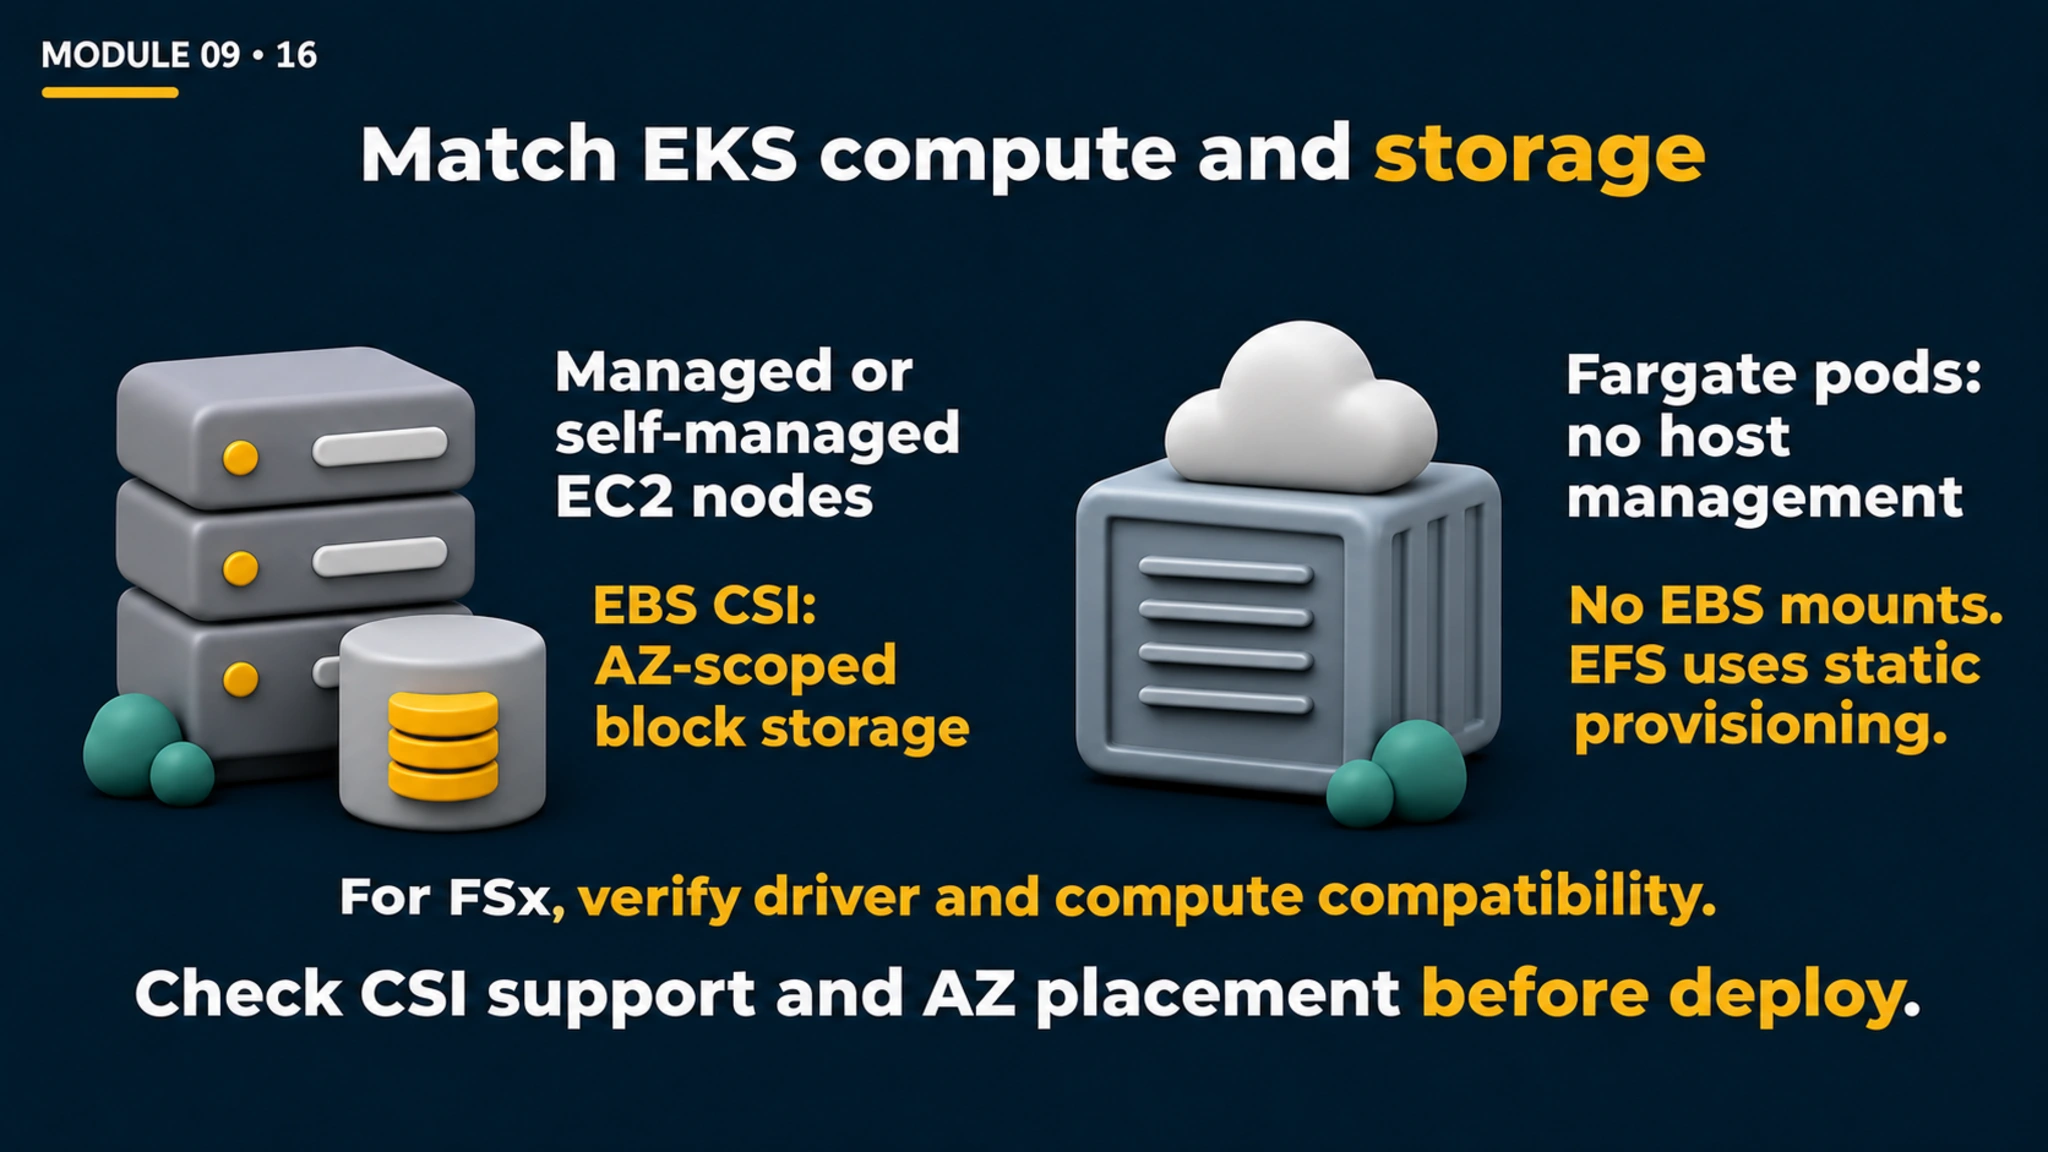 MODULE 09 • 16
Match EKS compute and storage
Managed or
self-managed
EC2 nodes
EBS CSI:
AZ-scoped
block storage
Fargate pods:
no host
management
No EBS mounts.
EFS uses static
provisioning.
For FSx, verify driver and compute compatibility.
Check CSI support and AZ placement before deploy.